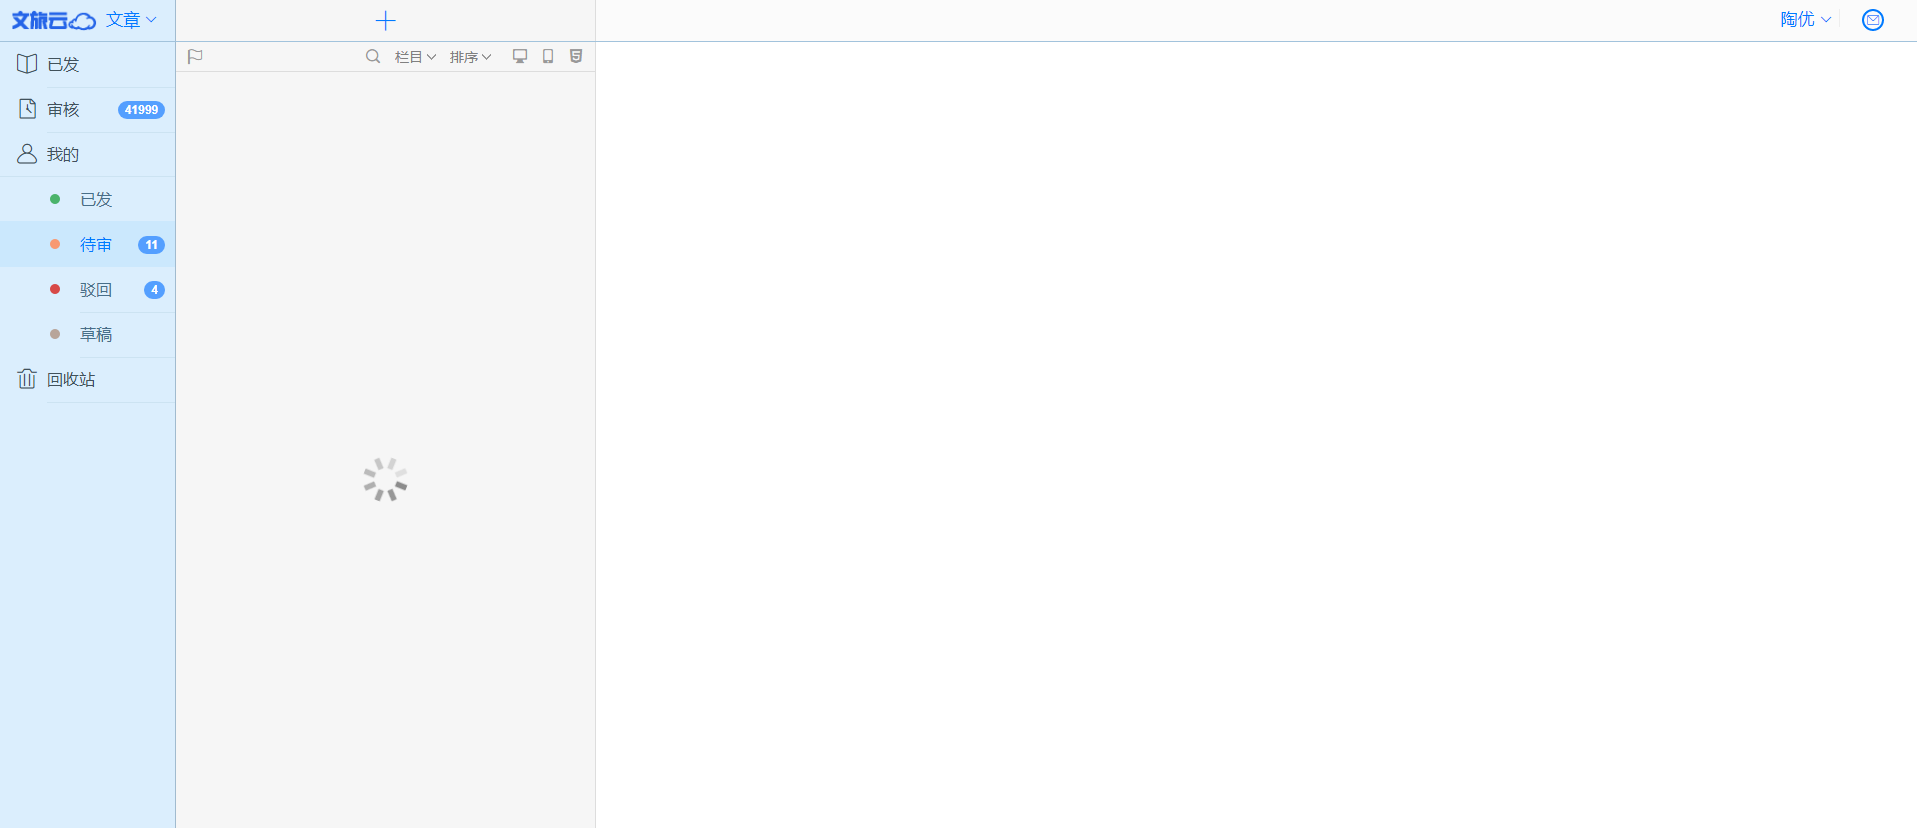 文旅云 文章
陶优
已发
栏目 排序
审核 41999
我的
已发
待审 11
驳回 4
草稿
回收站